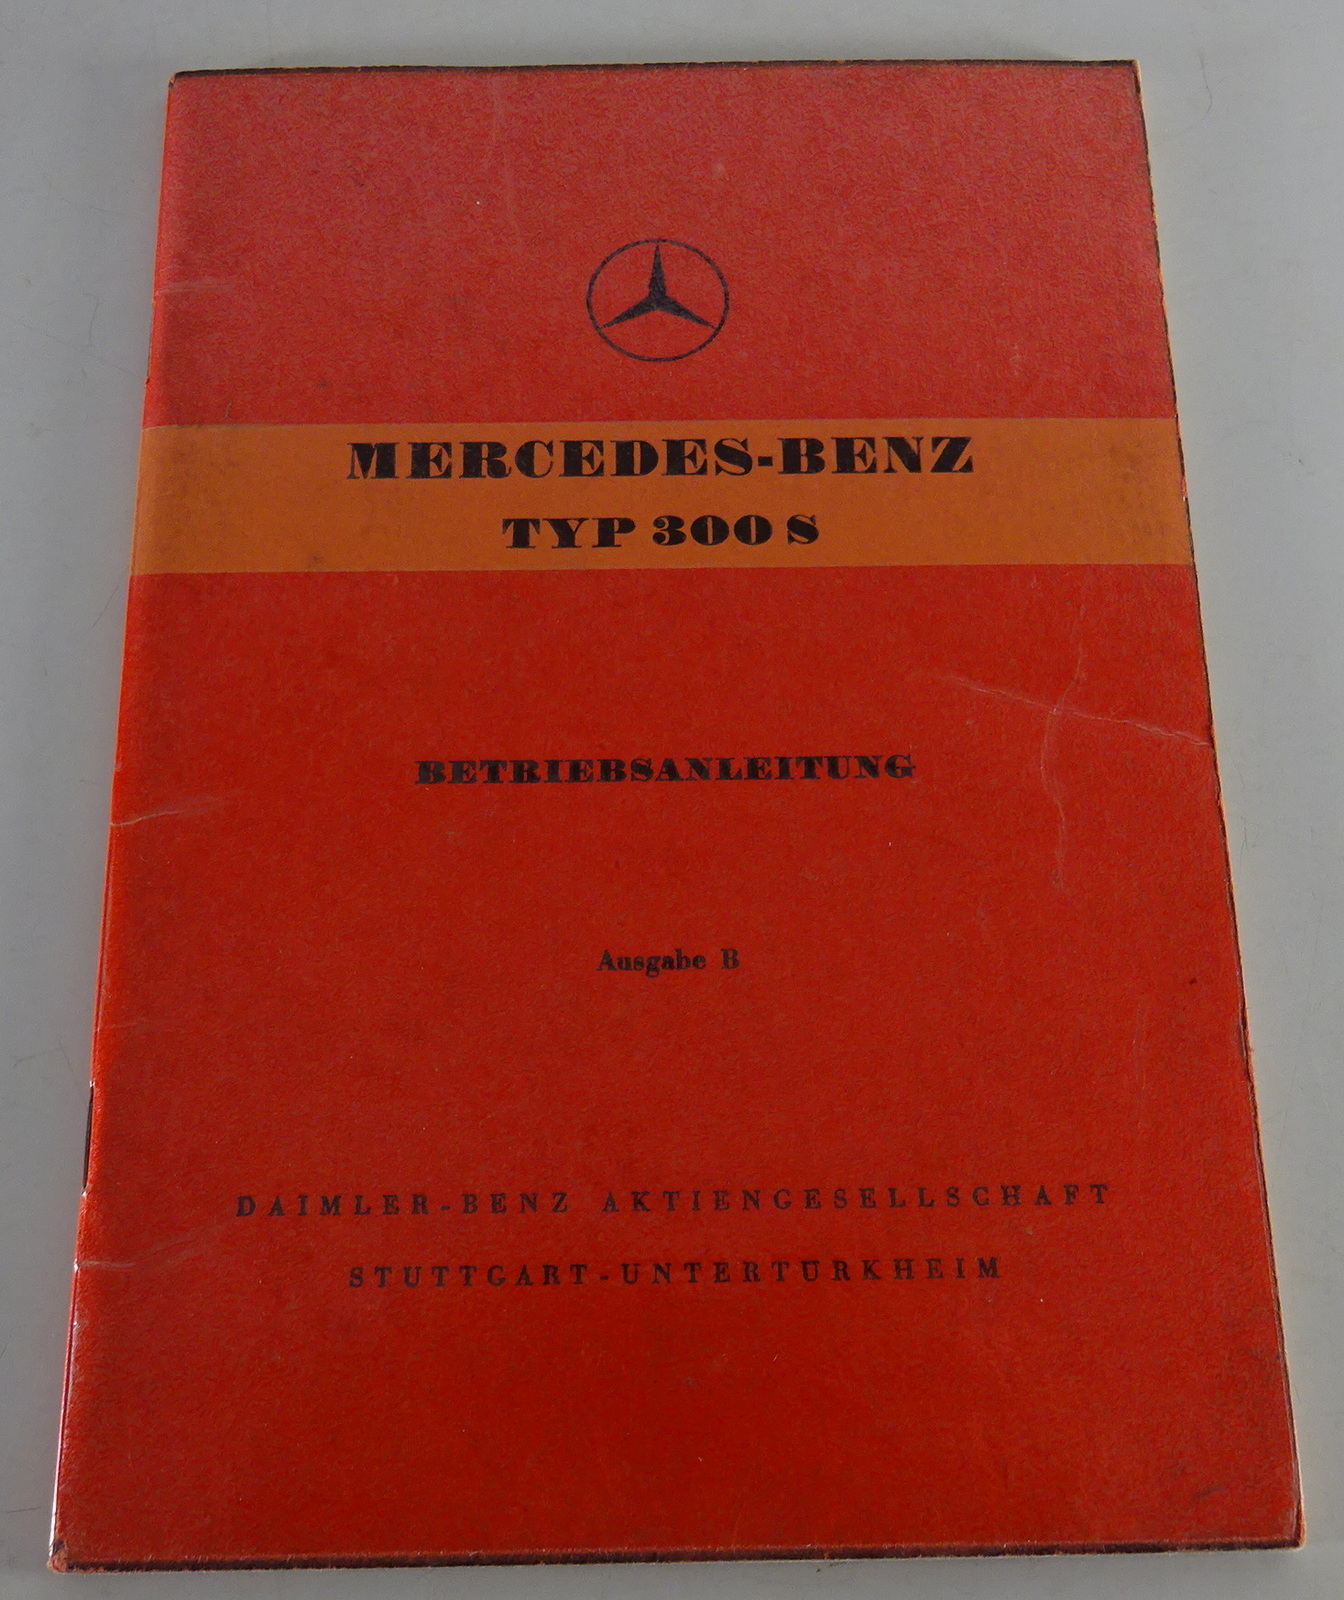 MERCEDES-BENZ
TYP 300 S
BETRIEBSANLEITUNG
Ausgabe B
DAIMLER-BENZ AKTIENGESELLSCHAFT
STUTTGART-UNTERTÜRKHEIM